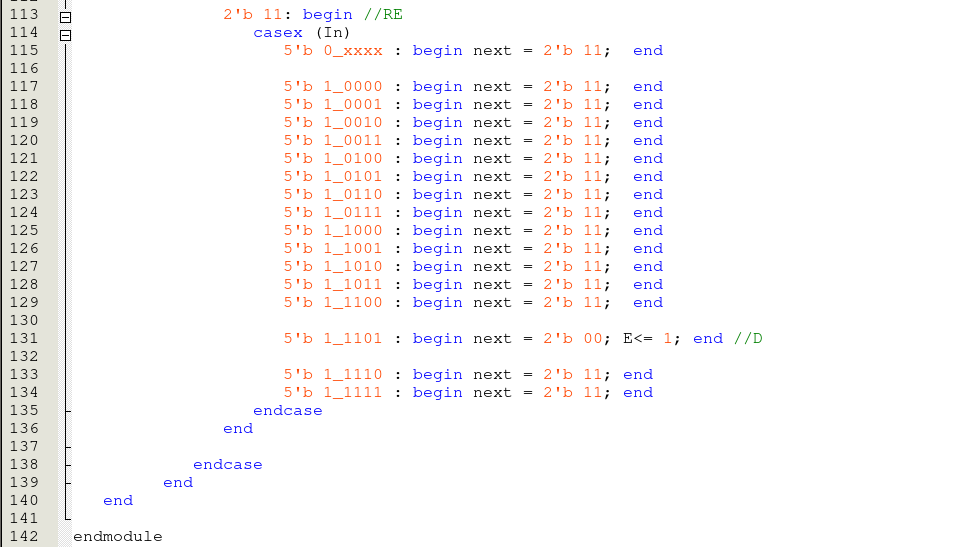 113 2'b 11: begin //RE
114 casex (In)
115 5'b 0_xxxx : begin next = 2'b 11;  end
116
117 5'b 1_0000 : begin next = 2'b 11;  end
118 5'b 1_0001 : begin next = 2'b 11;  end
119 5'b 1_0010 : begin next = 2'b 11;  end
120 5'b 1_0011 : begin next = 2'b 11;  end
121 5'b 1_0100 : begin next = 2'b 11;  end
122 5'b 1_0101 : begin next = 2'b 11;  end
123 5'b 1_0110 : begin next = 2'b 11;  end
124 5'b 1_0111 : begin next = 2'b 11;  end
125 5'b 1_1000 : begin next = 2'b 11;  end
126 5'b 1_1001 : begin next = 2'b 11;  end
127 5'b 1_1010 : begin next = 2'b 11;  end
128 5'b 1_1011 : begin next = 2'b 11;  end
129 5'b 1_1100 : begin next = 2'b 11;  end
130
131 5'b 1_1101 : begin next = 2'b 00; E<= 1; end //D
132
133 5'b 1_1110 : begin next = 2'b 11; end
134 5'b 1_1111 : begin next = 2'b 11; end
135 endcase
136 end
137
138 endcase
139 end
140 end
141
142 endmodule